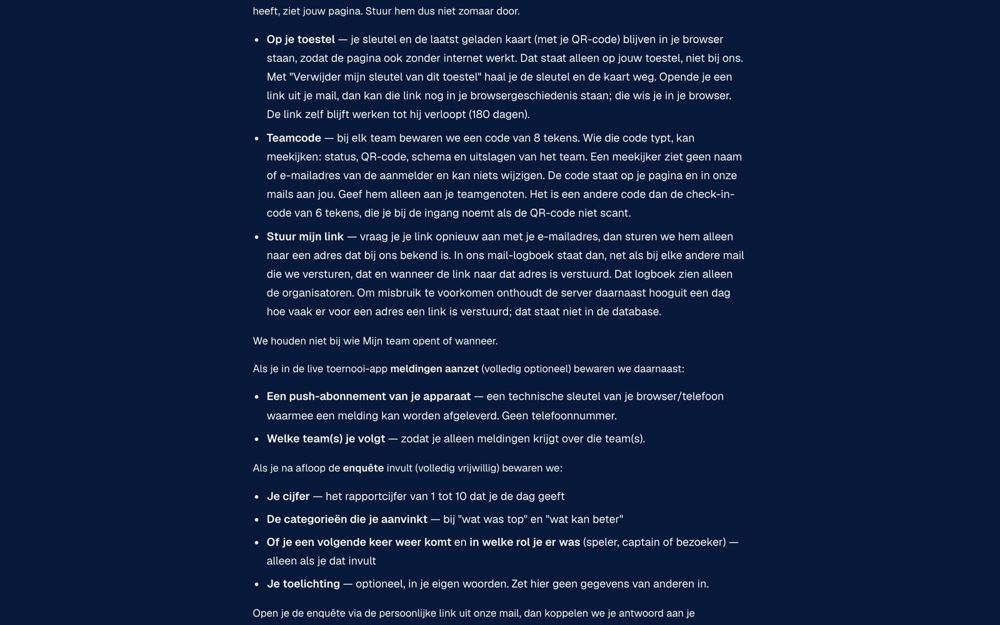 heeft, ziet jouw pagina. Stuur hem dus niet zomaar door.
• Op je toestel — je sleutel en de laatst geladen kaart (met je QR-code) blijven in je browser
staan, zodat de pagina ook zonder internet werkt. Dat staat alleen op jouw toestel, niet bij ons.
Met "Verwijder mijn sleutel van dit toestel" haal je de sleutel en de kaart weg. Opende je een
link uit je mail, dan kan die link nog in je browsergeschiedenis staan; die wis je in je browser.
De link zelf blijft werken tot hij verloopt (180 dagen).
• Teamcode — bij elk team bewaren we een code van 8 tekens. Wie die code typt, kan
meekijken: status, QR-code, schema en uitslagen van het team. Een meekijker ziet geen naam
of e-mailadres van de aanmelder en kan niets wijzigen. De code staat op je pagina en in onze
mails aan jou. Geef hem alleen aan je teamgenoten. Het is een andere code dan de check-in-
code van 6 tekens, die je bij de ingang noemt als de QR-code niet scant.
• Stuur mijn link — vraag je je link opnieuw aan met je e-mailadres, dan sturen we hem alleen
naar een adres dat bij ons bekend is. In ons mail-logboek staat dan, net als bij elke andere mail
die we versturen, dat en wanneer de link naar dat adres is verstuurd. Dat logboek zien alleen
de organisatoren. Om misbruik te voorkomen onthoudt de server daarnaast hooguit een dag
hoe vaak er voor een adres een link is verstuurd; dat staat niet in de database.
We houden niet bij wie Mijn team opent of wanneer.
Als je in de live toernooi-app meldingen aanzet (volledig optioneel) bewaren we daarnaast:
• Een push-abonnement van je apparaat — een technische sleutel van je browser/telefoon
waarmee een melding kan worden afgeleverd. Geen telefoonnummer.
• Welke team(s) je volgt — zodat je alleen meldingen krijgt over die team(s).
Als je na afloop de enquête invult (volledig vrijwillig) bewaren we:
• Je cijfer — het rapportcijfer van 1 tot 10 dat je de dag geeft
• De categorieën die je aanvinkt — bij "wat was top" en "wat kan beter"
• Of je een volgende keer weer komt en in welke rol je er was (speler, captain of bezoeker) —
alleen als je dat invult
• Je toelichting — optioneel, in je eigen woorden. Zet hier geen gegevens van anderen in.
Open je de enquête via de persoonlijke link uit onze mail, dan koppelen we je antwoord aan je